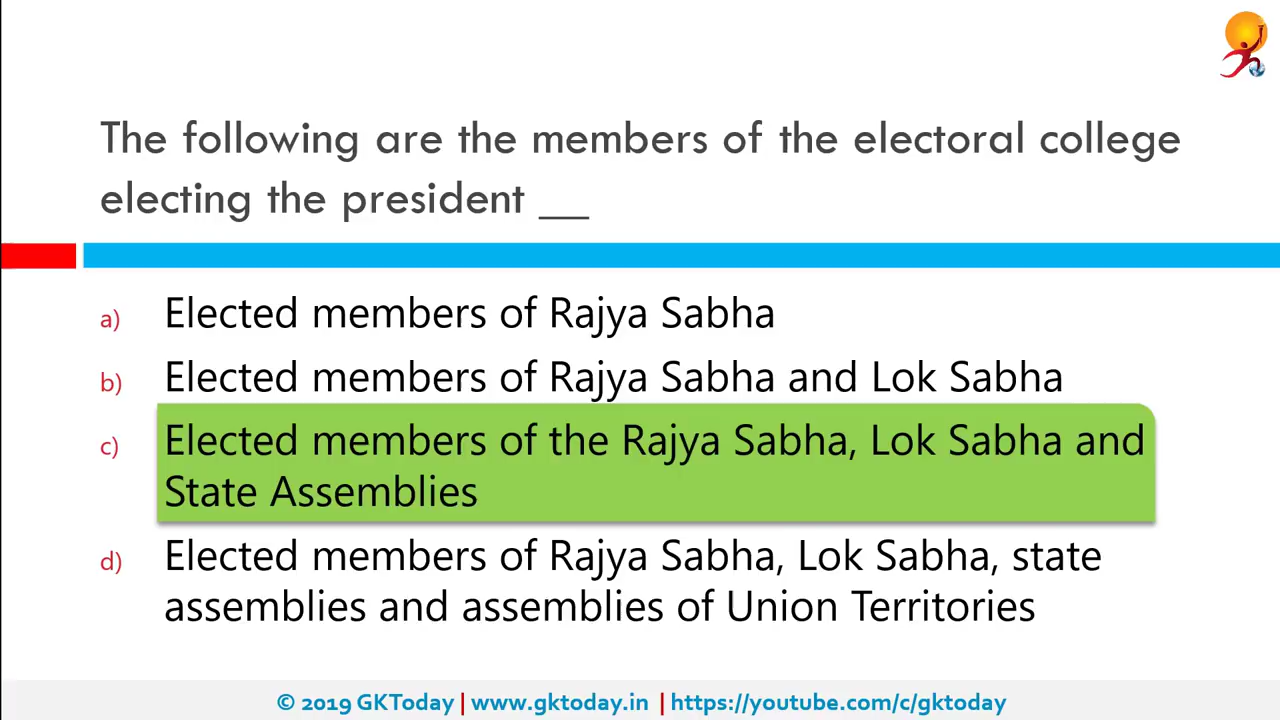 The following are the members of the electoral college
electing the president ___
a) Elected members of Rajya Sabha
b) Elected members of Rajya Sabha and Lok Sabha
c) Elected members of the Rajya Sabha, Lok Sabha and
State Assemblies
d) Elected members of Rajya Sabha, Lok Sabha, state
assemblies and assemblies of Union Territories
© 2019 GKToday | www.gktoday.in | https://youtube.com/c/gktoday